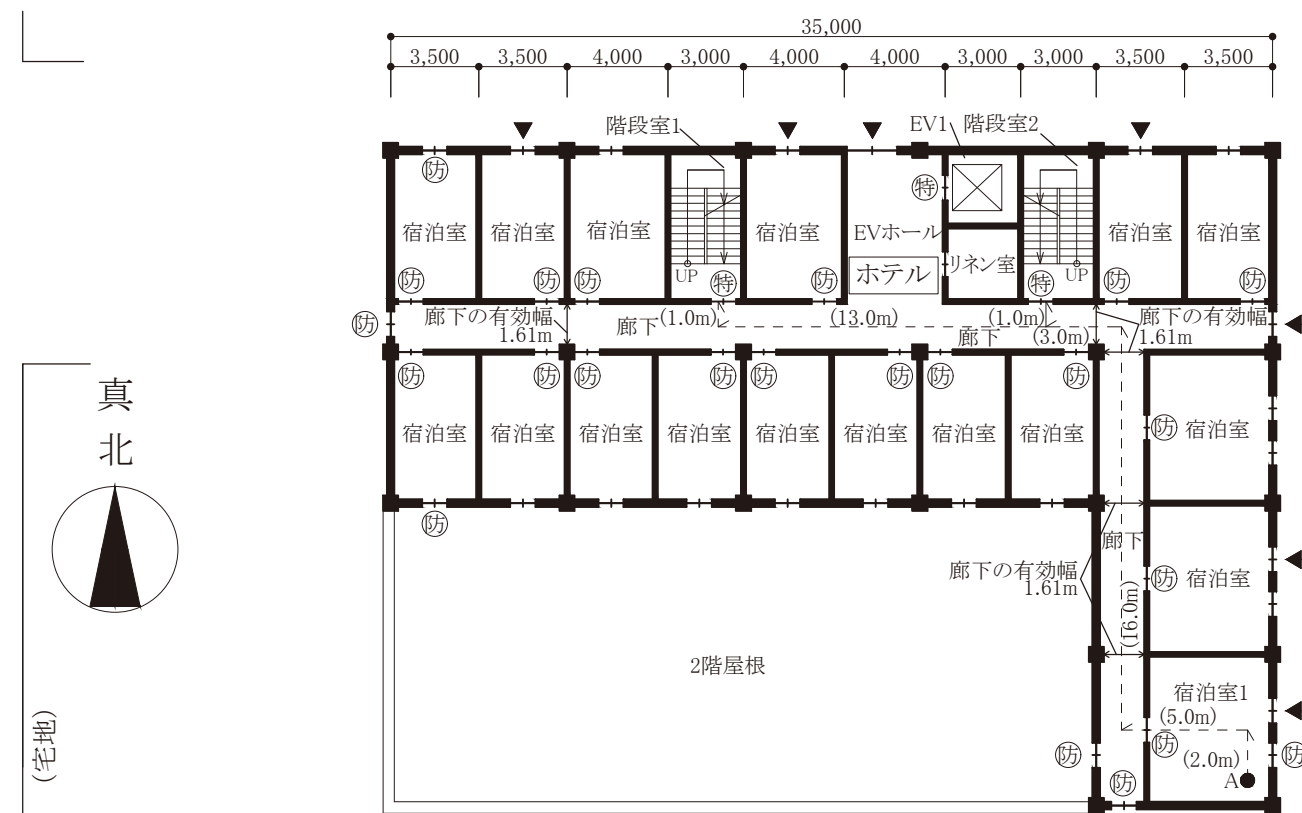 35,000
3,500 3,500 4,000 3,000 4,000 4,000 3,000 3,000 3,500 3,500
階段室1 EV1 階段室2
防 特
宿泊室 宿泊室 宿泊室 宿泊室 EVホール 宿泊室 宿泊室
リネン室
ホテル
UP UP
防 防 防 特 防 特 防 防
防 廊下の有効幅 1.61m 廊下 (1.0m) (13.0m) (1.0m) 廊下 (3.0m) 廊下の有効幅 1.61m
防 防 防 防 防 防 防 防
宿泊室 宿泊室 宿泊室 宿泊室 宿泊室 宿泊室 宿泊室 宿泊室 防 宿泊室
防
真
北
廊下
廊下の有効幅
1.61m
防 宿泊室
(16.0m)
2階屋根
宿泊室1
(5.0m)
防 防 (2.0m) 防
A
防
(宅地)